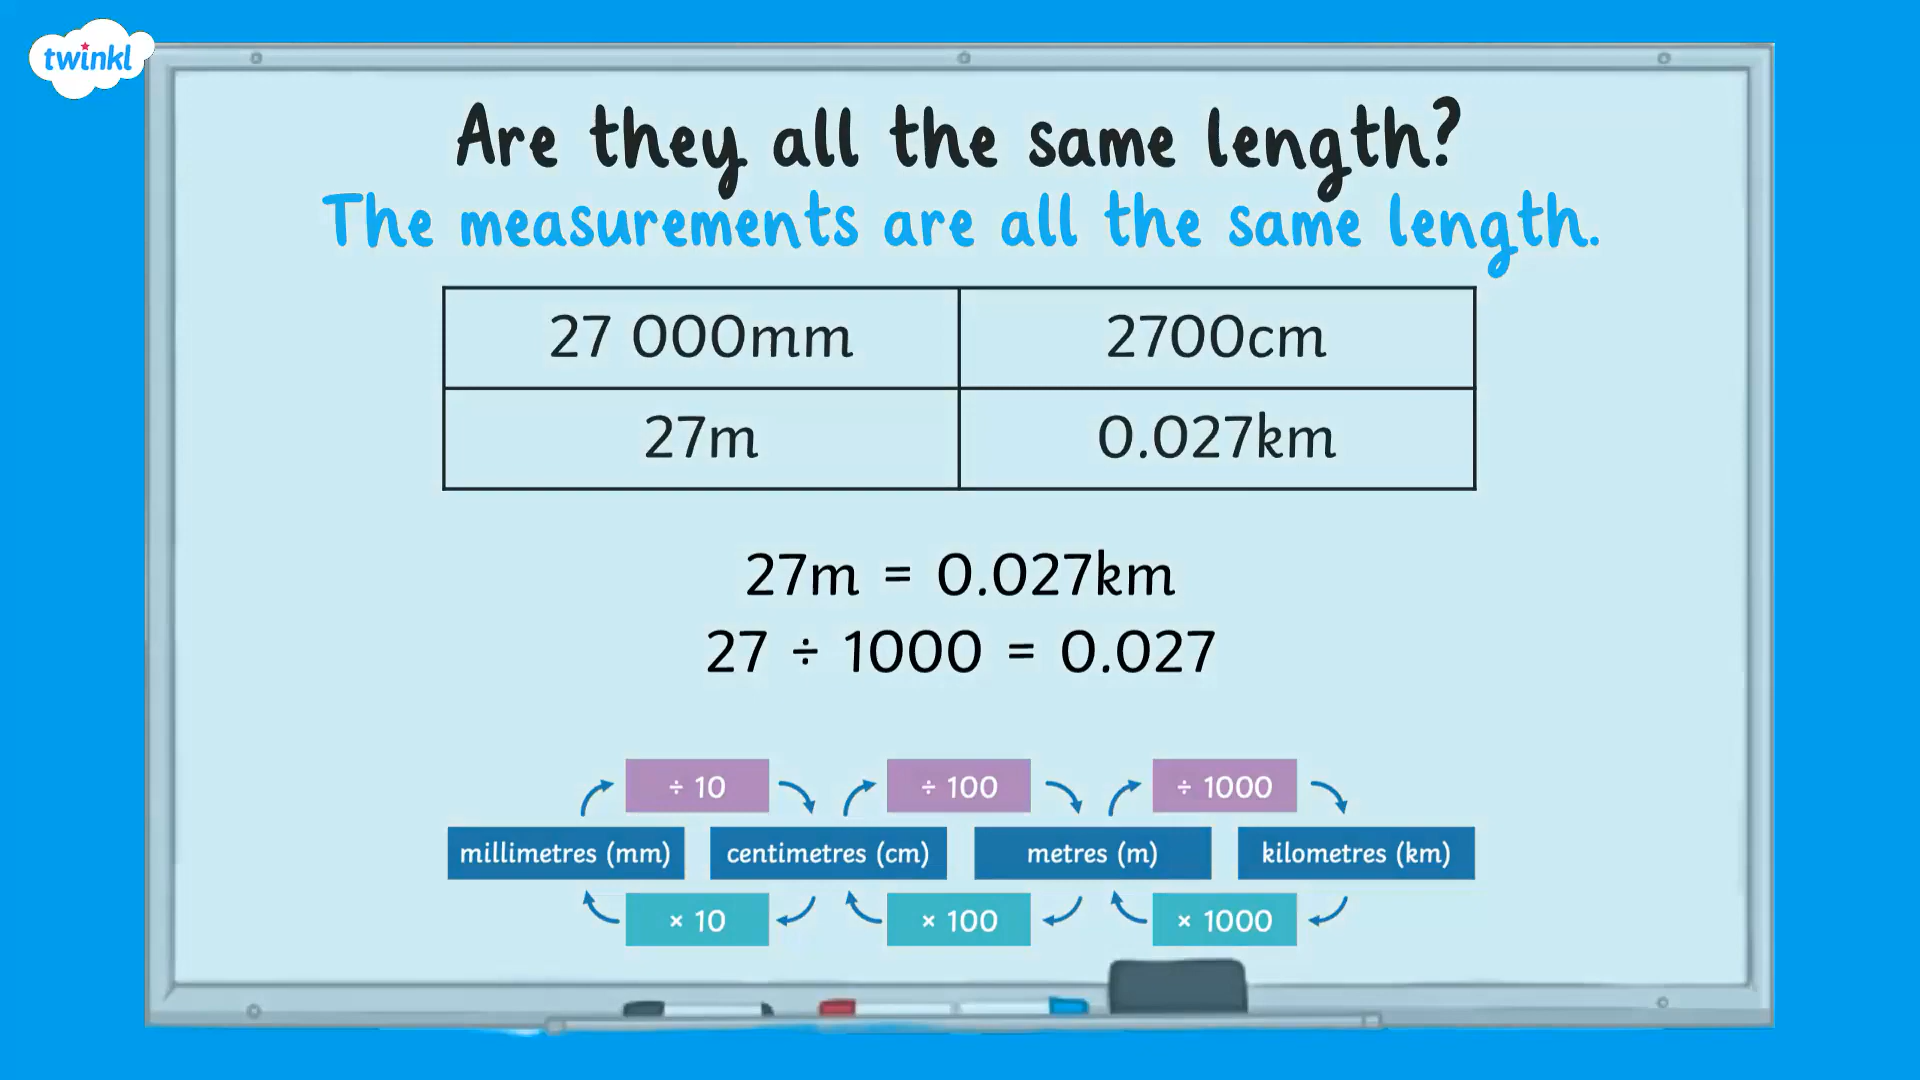 twinkl
Are they all the same length?
The measurements are all the same length.
27 000mm 2700cm
27m 0.027km
27m = 0.027km
27 ÷ 1000 = 0.027
÷ 10 ÷ 100 ÷ 1000
millimetres (mm) centimetres (cm) metres (m) kilometres (km)
× 10 × 100 × 1000